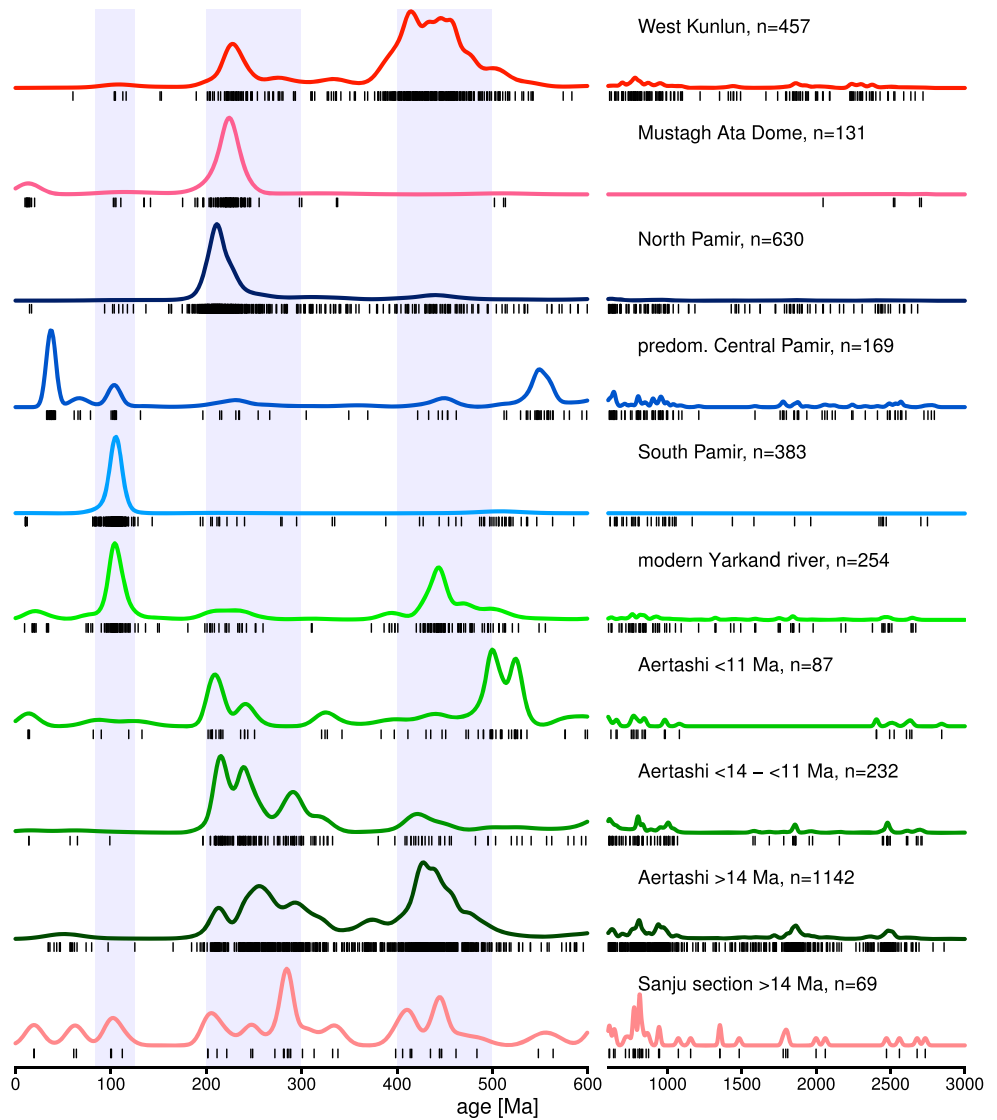 West Kunlun, n=457
Mustagh Ata Dome, n=131
North Pamir, n=630
predom. Central Pamir, n=169
South Pamir, n=383
modern Yarkand river, n=254
Aertashi <11 Ma, n=87
Aertashi <14 – <11 Ma, n=232
Aertashi >14 Ma, n=1142
Sanju section >14 Ma, n=69
0 100 200 300 400 500 600 1000 1500 2000 2500 3000
age [Ma]